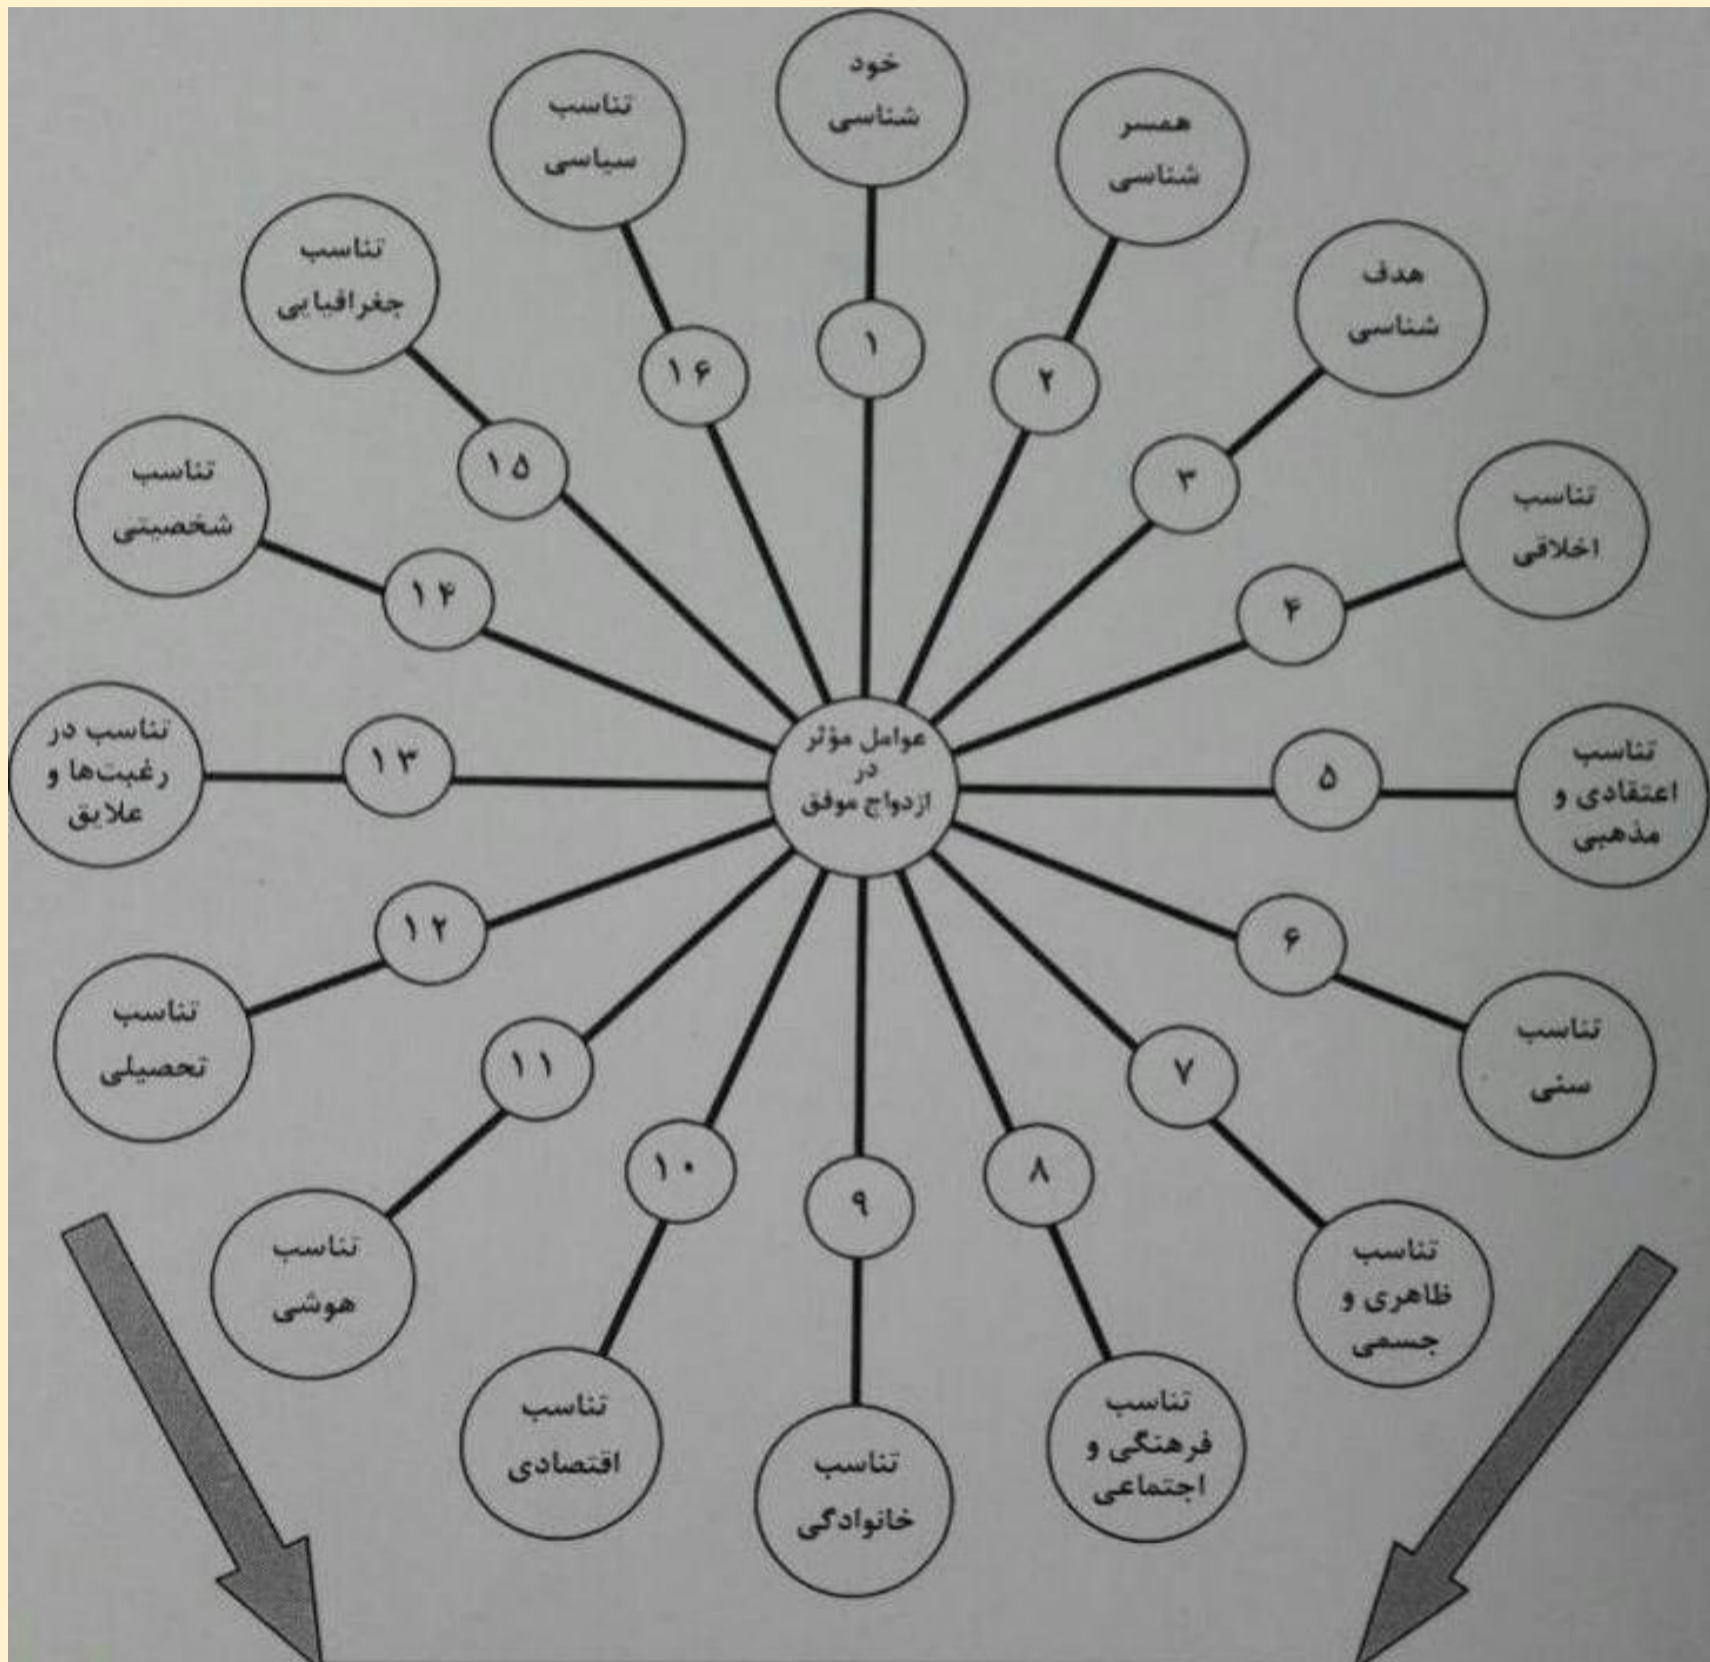 عوامل مؤثر
در
ازدواج موفق
۱
خود
شناسی
۲
همسر
شناسی
۳
هدف
شناسی
۴
تناسب
اخلاقی
۵
تناسب
اعتقادی و
مذهبی
۶
تناسب
سنی
۷
تناسب
ظاهری و
جسمی
۸
تناسب
فرهنگی و
اجتماعی
۹
تناسب
خانوادگی
۱۰
تناسب
اقتصادی
۱۱
تناسب
هوشی
۱۲
تناسب
تحصیلی
۱۳
تناسب در
رغبت‌ها و
علایق
۱۴
تناسب
شخصیتی
۱۵
تناسب
جغرافیایی
۱۶
تناسب
سیاسی